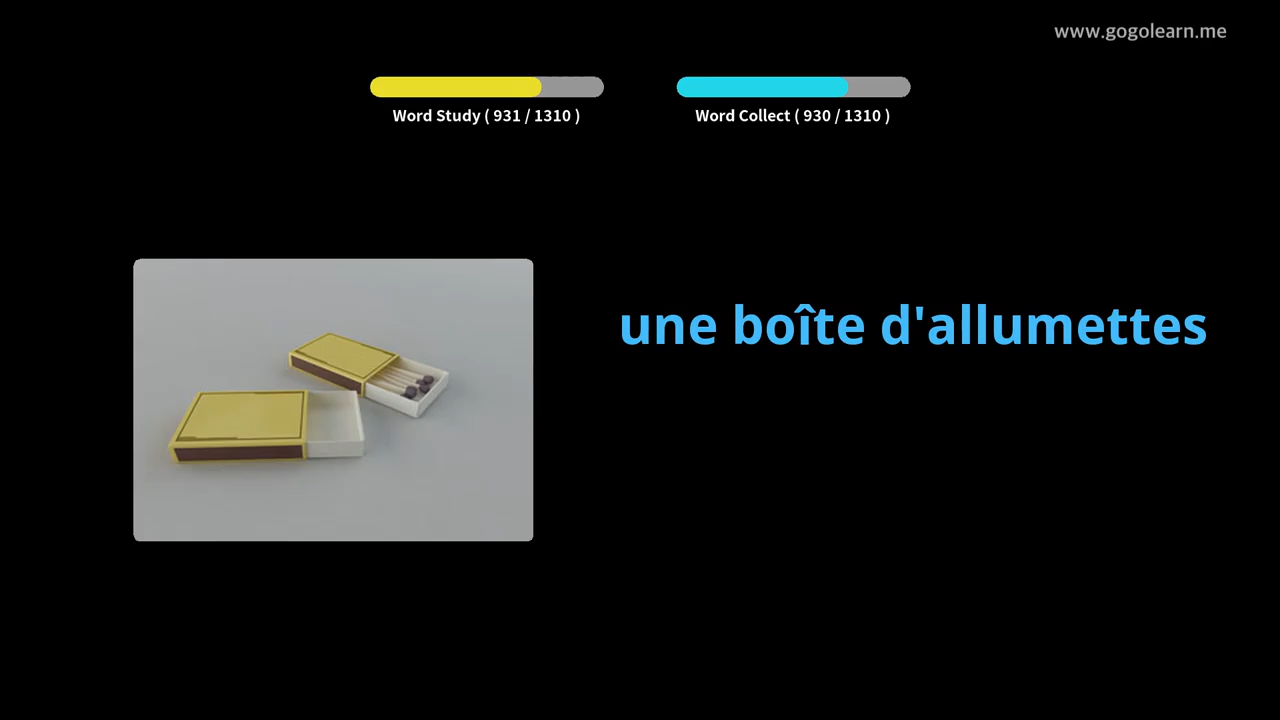 www.gogolearn.me
Word Study ( 931 / 1310 )
Word Collect ( 930 / 1310 )
une boîte d'allumettes